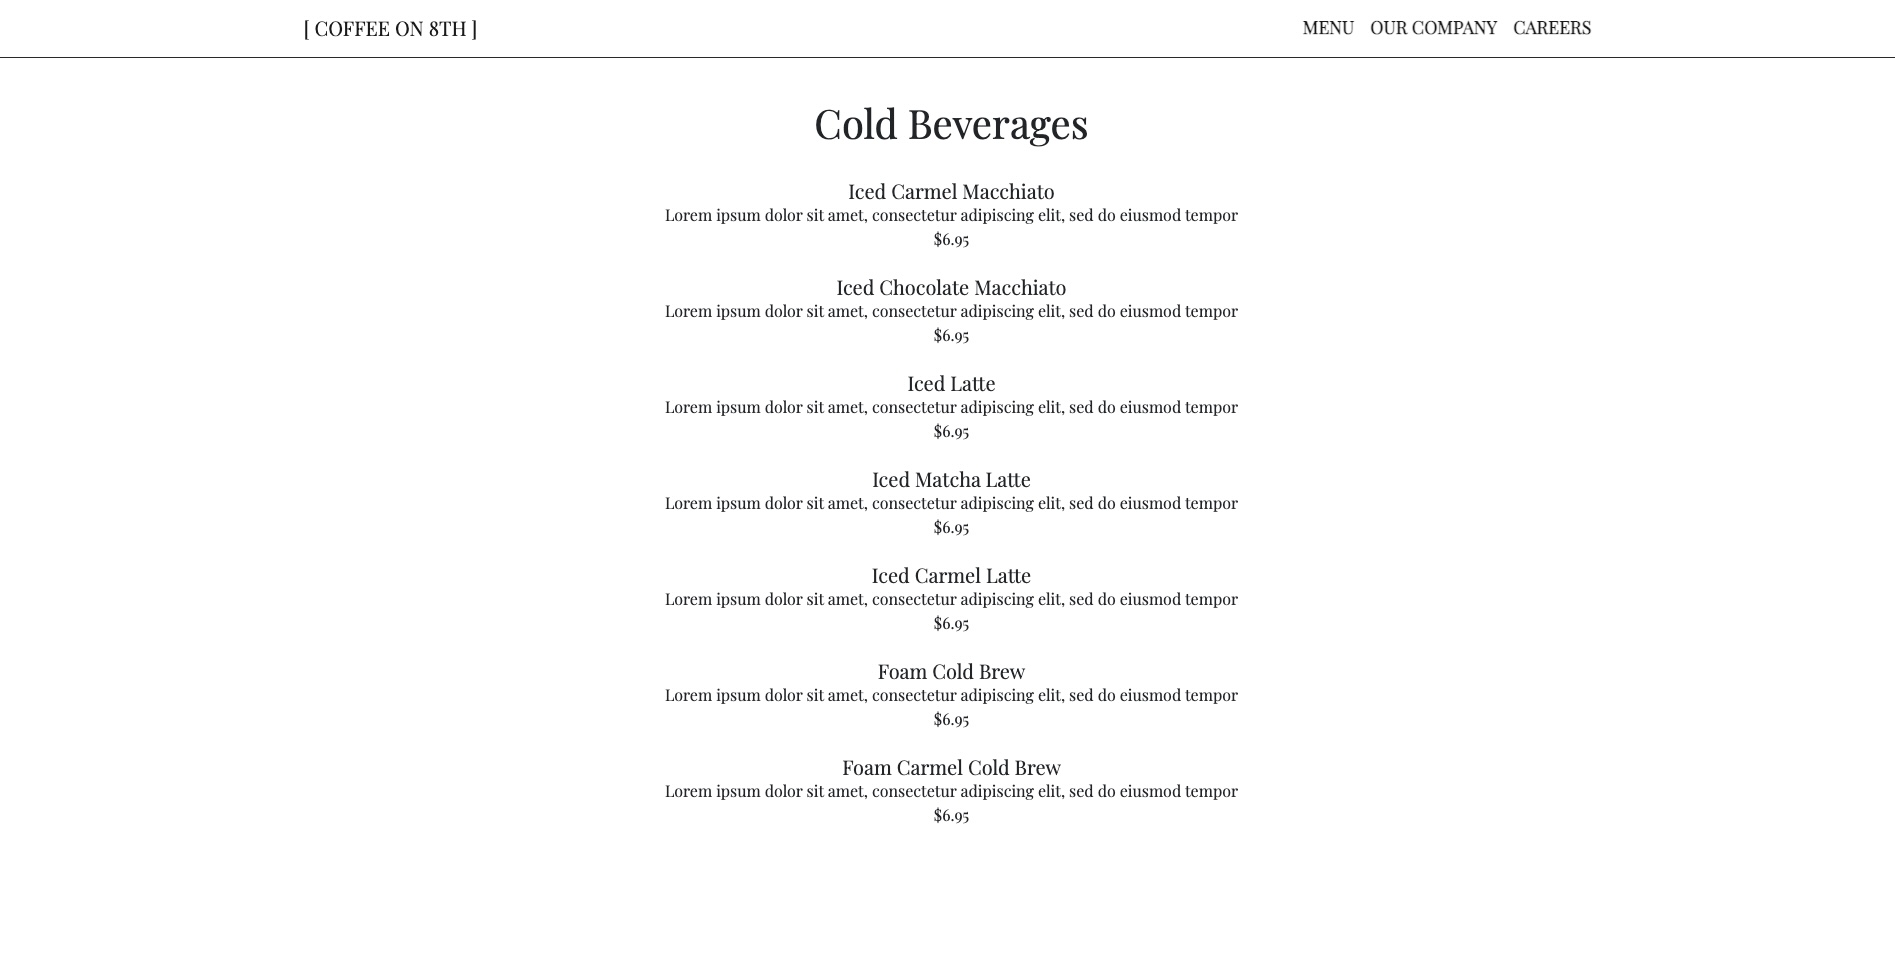 [ COFFEE ON 8TH ]
MENU OUR COMPANY CAREERS
Cold Beverages
Iced Carmel Macchiato
Lorem ipsum dolor sit amet, consectetur adipiscing elit, sed do eiusmod tempor
$6.95
Iced Chocolate Macchiato
Lorem ipsum dolor sit amet, consectetur adipiscing elit, sed do eiusmod tempor
$6.95
Iced Latte
Lorem ipsum dolor sit amet, consectetur adipiscing elit, sed do eiusmod tempor
$6.95
Iced Matcha Latte
Lorem ipsum dolor sit amet, consectetur adipiscing elit, sed do eiusmod tempor
$6.95
Iced Carmel Latte
Lorem ipsum dolor sit amet, consectetur adipiscing elit, sed do eiusmod tempor
$6.95
Foam Cold Brew
Lorem ipsum dolor sit amet, consectetur adipiscing elit, sed do eiusmod tempor
$6.95
Foam Carmel Cold Brew
Lorem ipsum dolor sit amet, consectetur adipiscing elit, sed do eiusmod tempor
$6.95